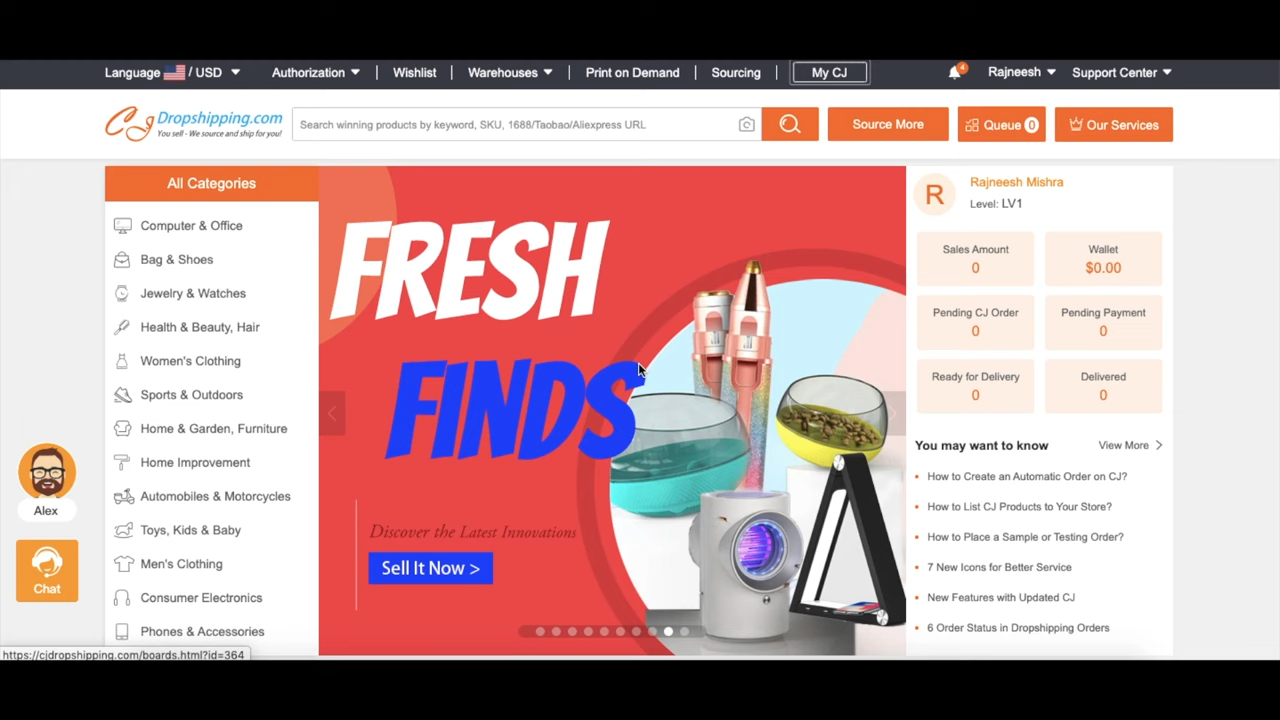 Language / USD
Authorization
Wishlist
Warehouses
Print on Demand
Sourcing
My CJ
4
Rajneesh
Support Center
CJ Dropshipping.com
You sell - We source and ship for you!
Search winning products by keyword, SKU, 1688/Taobao/Aliexpress URL
Source More
Queue 0
Our Services
All Categories
Computer & Office
Bag & Shoes
Jewelry & Watches
Health & Beauty, Hair
Women's Clothing
Sports & Outdoors
Home & Garden, Furniture
Home Improvement
Automobiles & Motorcycles
Toys, Kids & Baby
Men's Clothing
Consumer Electronics
Phones & Accessories
https://cjdropshipping.com/boards.html?id=364
Alex
Chat
FRESH
FINDS
Discover the Latest Innovations
Sell It Now >
R
Rajneesh Mishra
Level: LV1
Sales Amount
0
Wallet
$0.00
Pending CJ Order
0
Pending Payment
0
Ready for Delivery
0
Delivered
0
You may want to know
View More
How to Create an Automatic Order on CJ?
How to List CJ Products to Your Store?
How to Place a Sample or Testing Order?
7 New Icons for Better Service
New Features with Updated CJ
6 Order Status in Dropshipping Orders